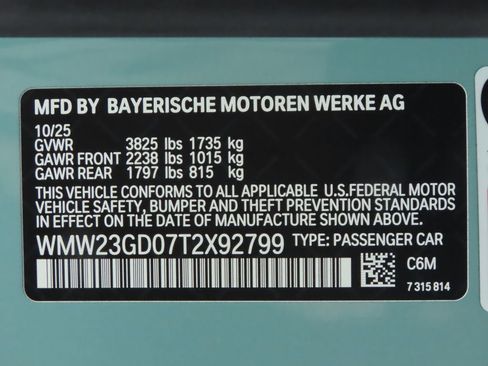 MFD BY BAYERISCHE MOTOREN WERKE AG
10/25
GVWR 3825 lbs 1735 kg
GAWR FRONT 2238 lbs 1015 kg
GAWR REAR 1797 lbs 815 kg
THIS VEHICLE CONFORMS TO ALL APPLICABLE U.S.FEDERAL MOTOR
VEHICLE SAFETY, BUMPER AND THEFT PREVENTION STANDARDS
IN EFFECT ON THE DATE OF MANUFACTURE SHOWN ABOVE.
WMW23GD07T2X92799 TYPE: PASSENGER CAR
C6M
7 315 814